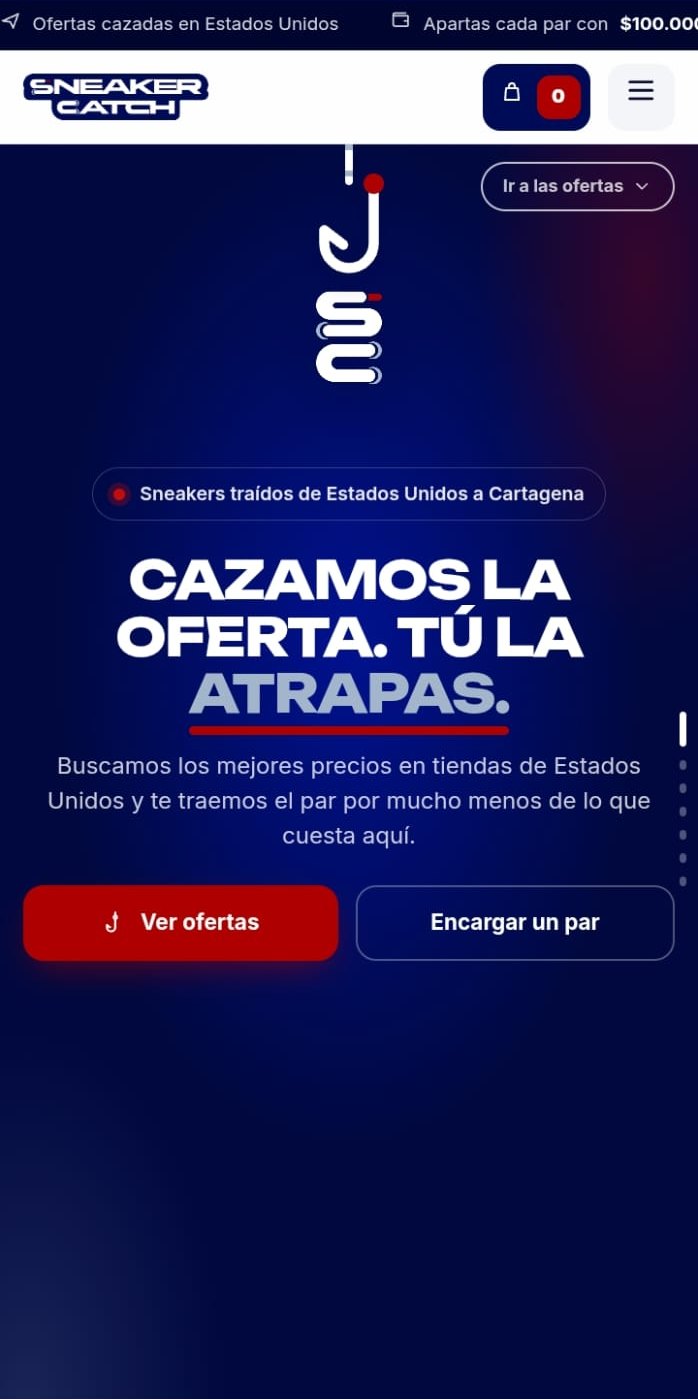 Ofertas cazadas en Estados Unidos
Apartas cada par con $100.000
SNEAKER
CATCH
0
Ir a las ofertas
SC
Sneakers traídos de Estados Unidos a Cartagena
CAZAMOS LA
OFERTA. TÚ LA
ATRAPAS.
Buscamos los mejores precios en tiendas de Estados
Unidos y te traemos el par por mucho menos de lo que
cuesta aquí.
Ver ofertas
Encargar un par